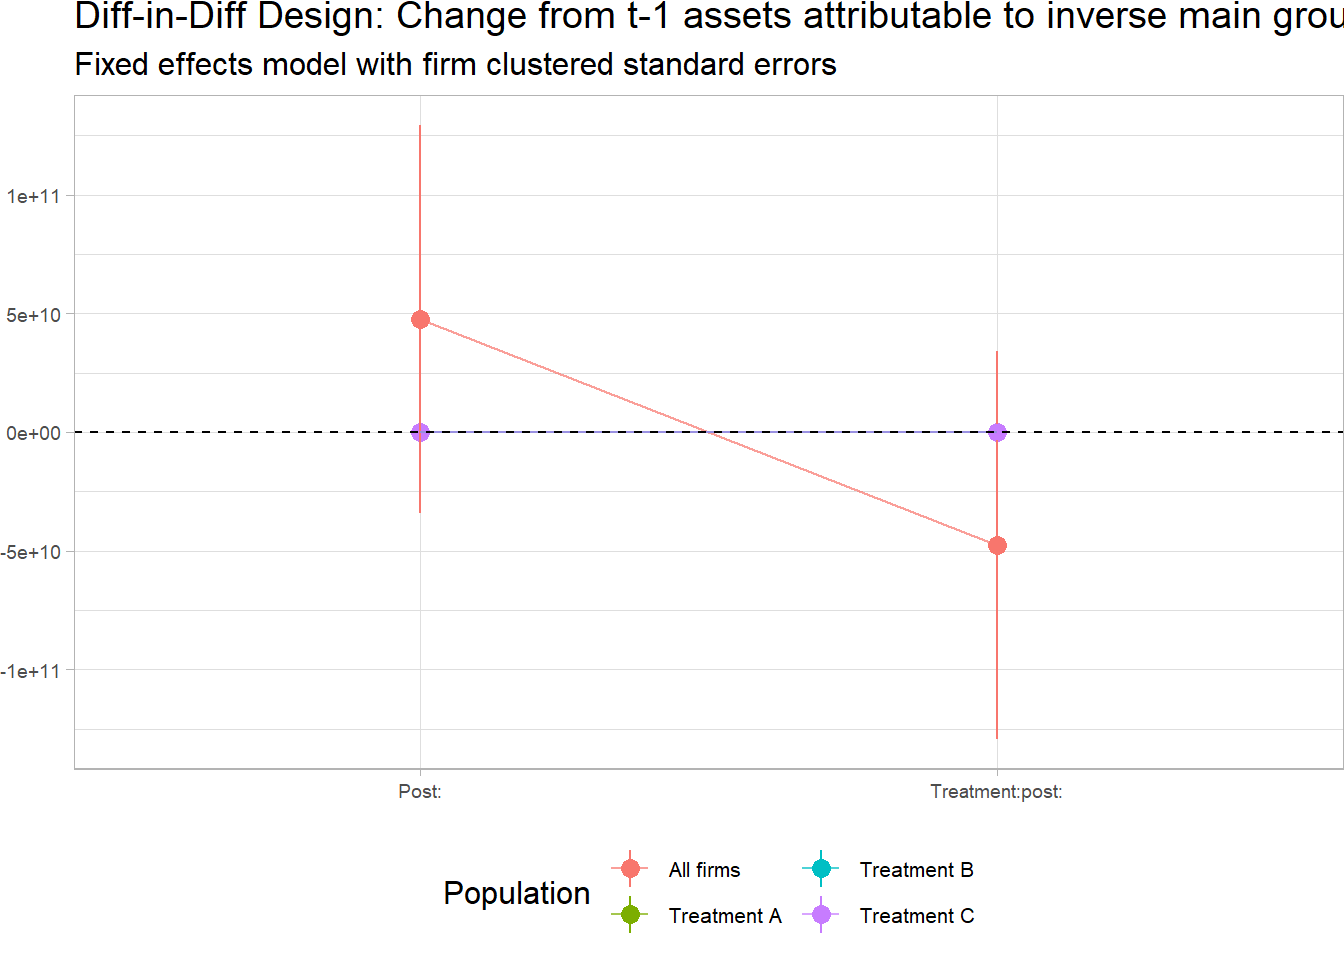 Diff-in-Diff Design: Change from t-1 assets attributable to inverse main grou
Fixed effects model with firm clustered standard errors
1e+11
5e+10
0e+00
-5e+10
-1e+11
Post:
Treatment:post:
Population
All firms
Treatment A
Treatment B
Treatment C